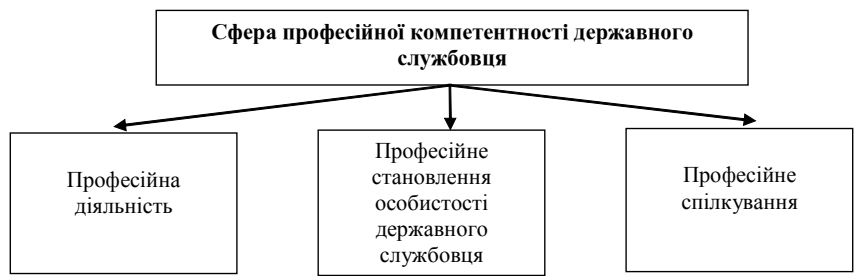 Сфера професійної компетентності державного
службовця
Професійна
діяльність
Професійне
становлення
особистості
державного
службовця
Професійне
спілкування